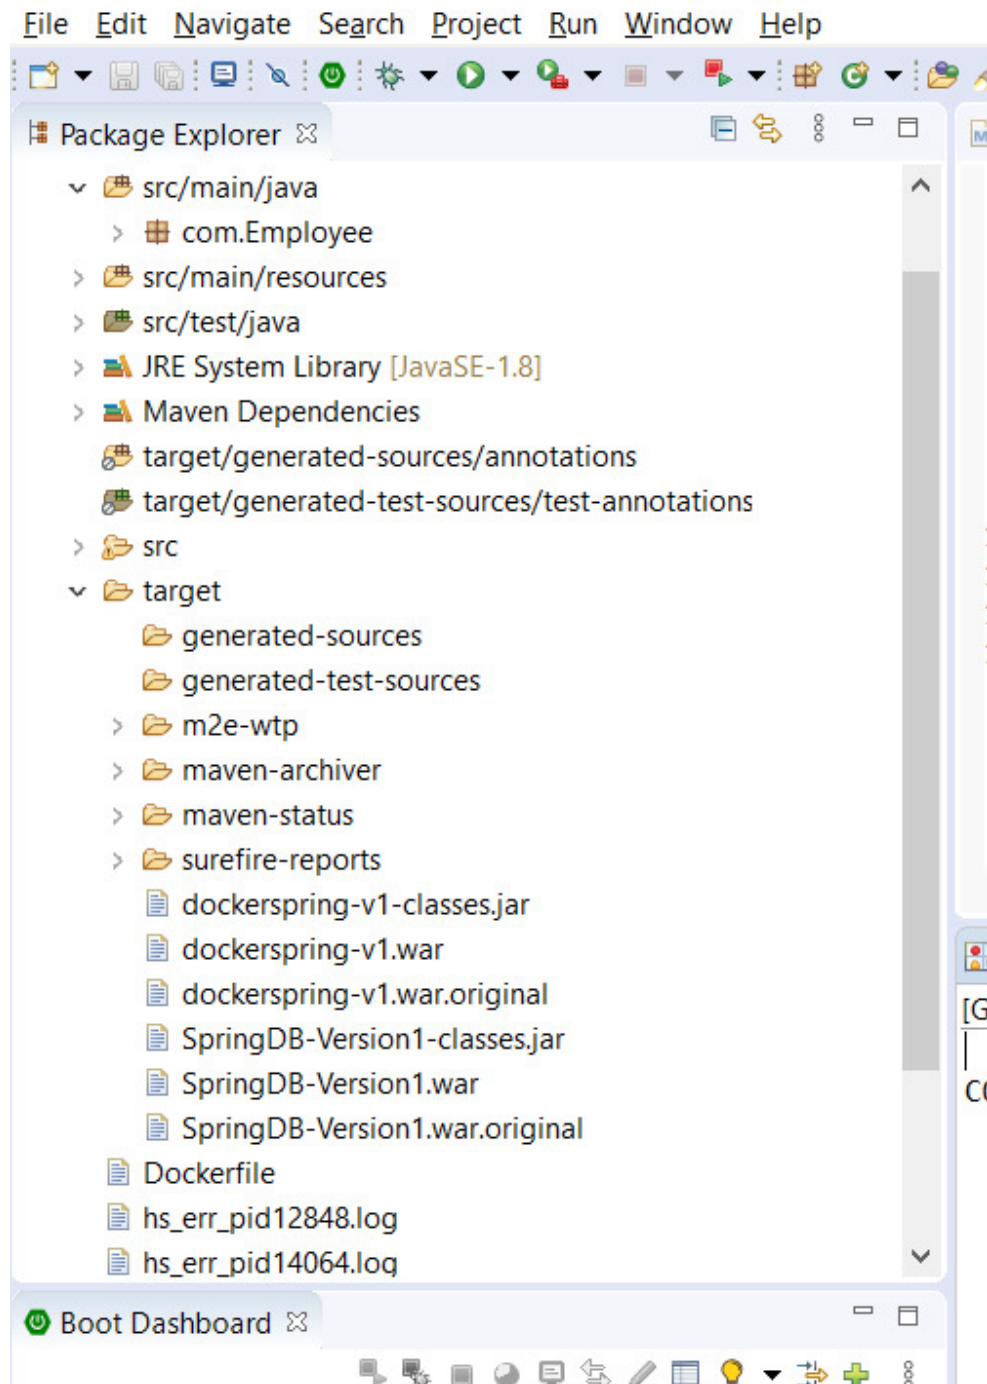 File Edit Navigate Search Project Run Window Help
Package Explorer
src/main/java
com.Employee
src/main/resources
src/test/java
JRE System Library [JavaSE-1.8]
Maven Dependencies
target/generated-sources/annotations
target/generated-test-sources/test-annotations
src
target
generated-sources
generated-test-sources
m2e-wtp
maven-archiver
maven-status
surefire-reports
dockerspring-v1-classes.jar
dockerspring-v1.war
dockerspring-v1.war.original
SpringDB-Version1-classes.jar
SpringDB-Version1.war
SpringDB-Version1.war.original
Dockerfile
hs_err_pid12848.log
hs_err_pid14064.log
Boot Dashboard